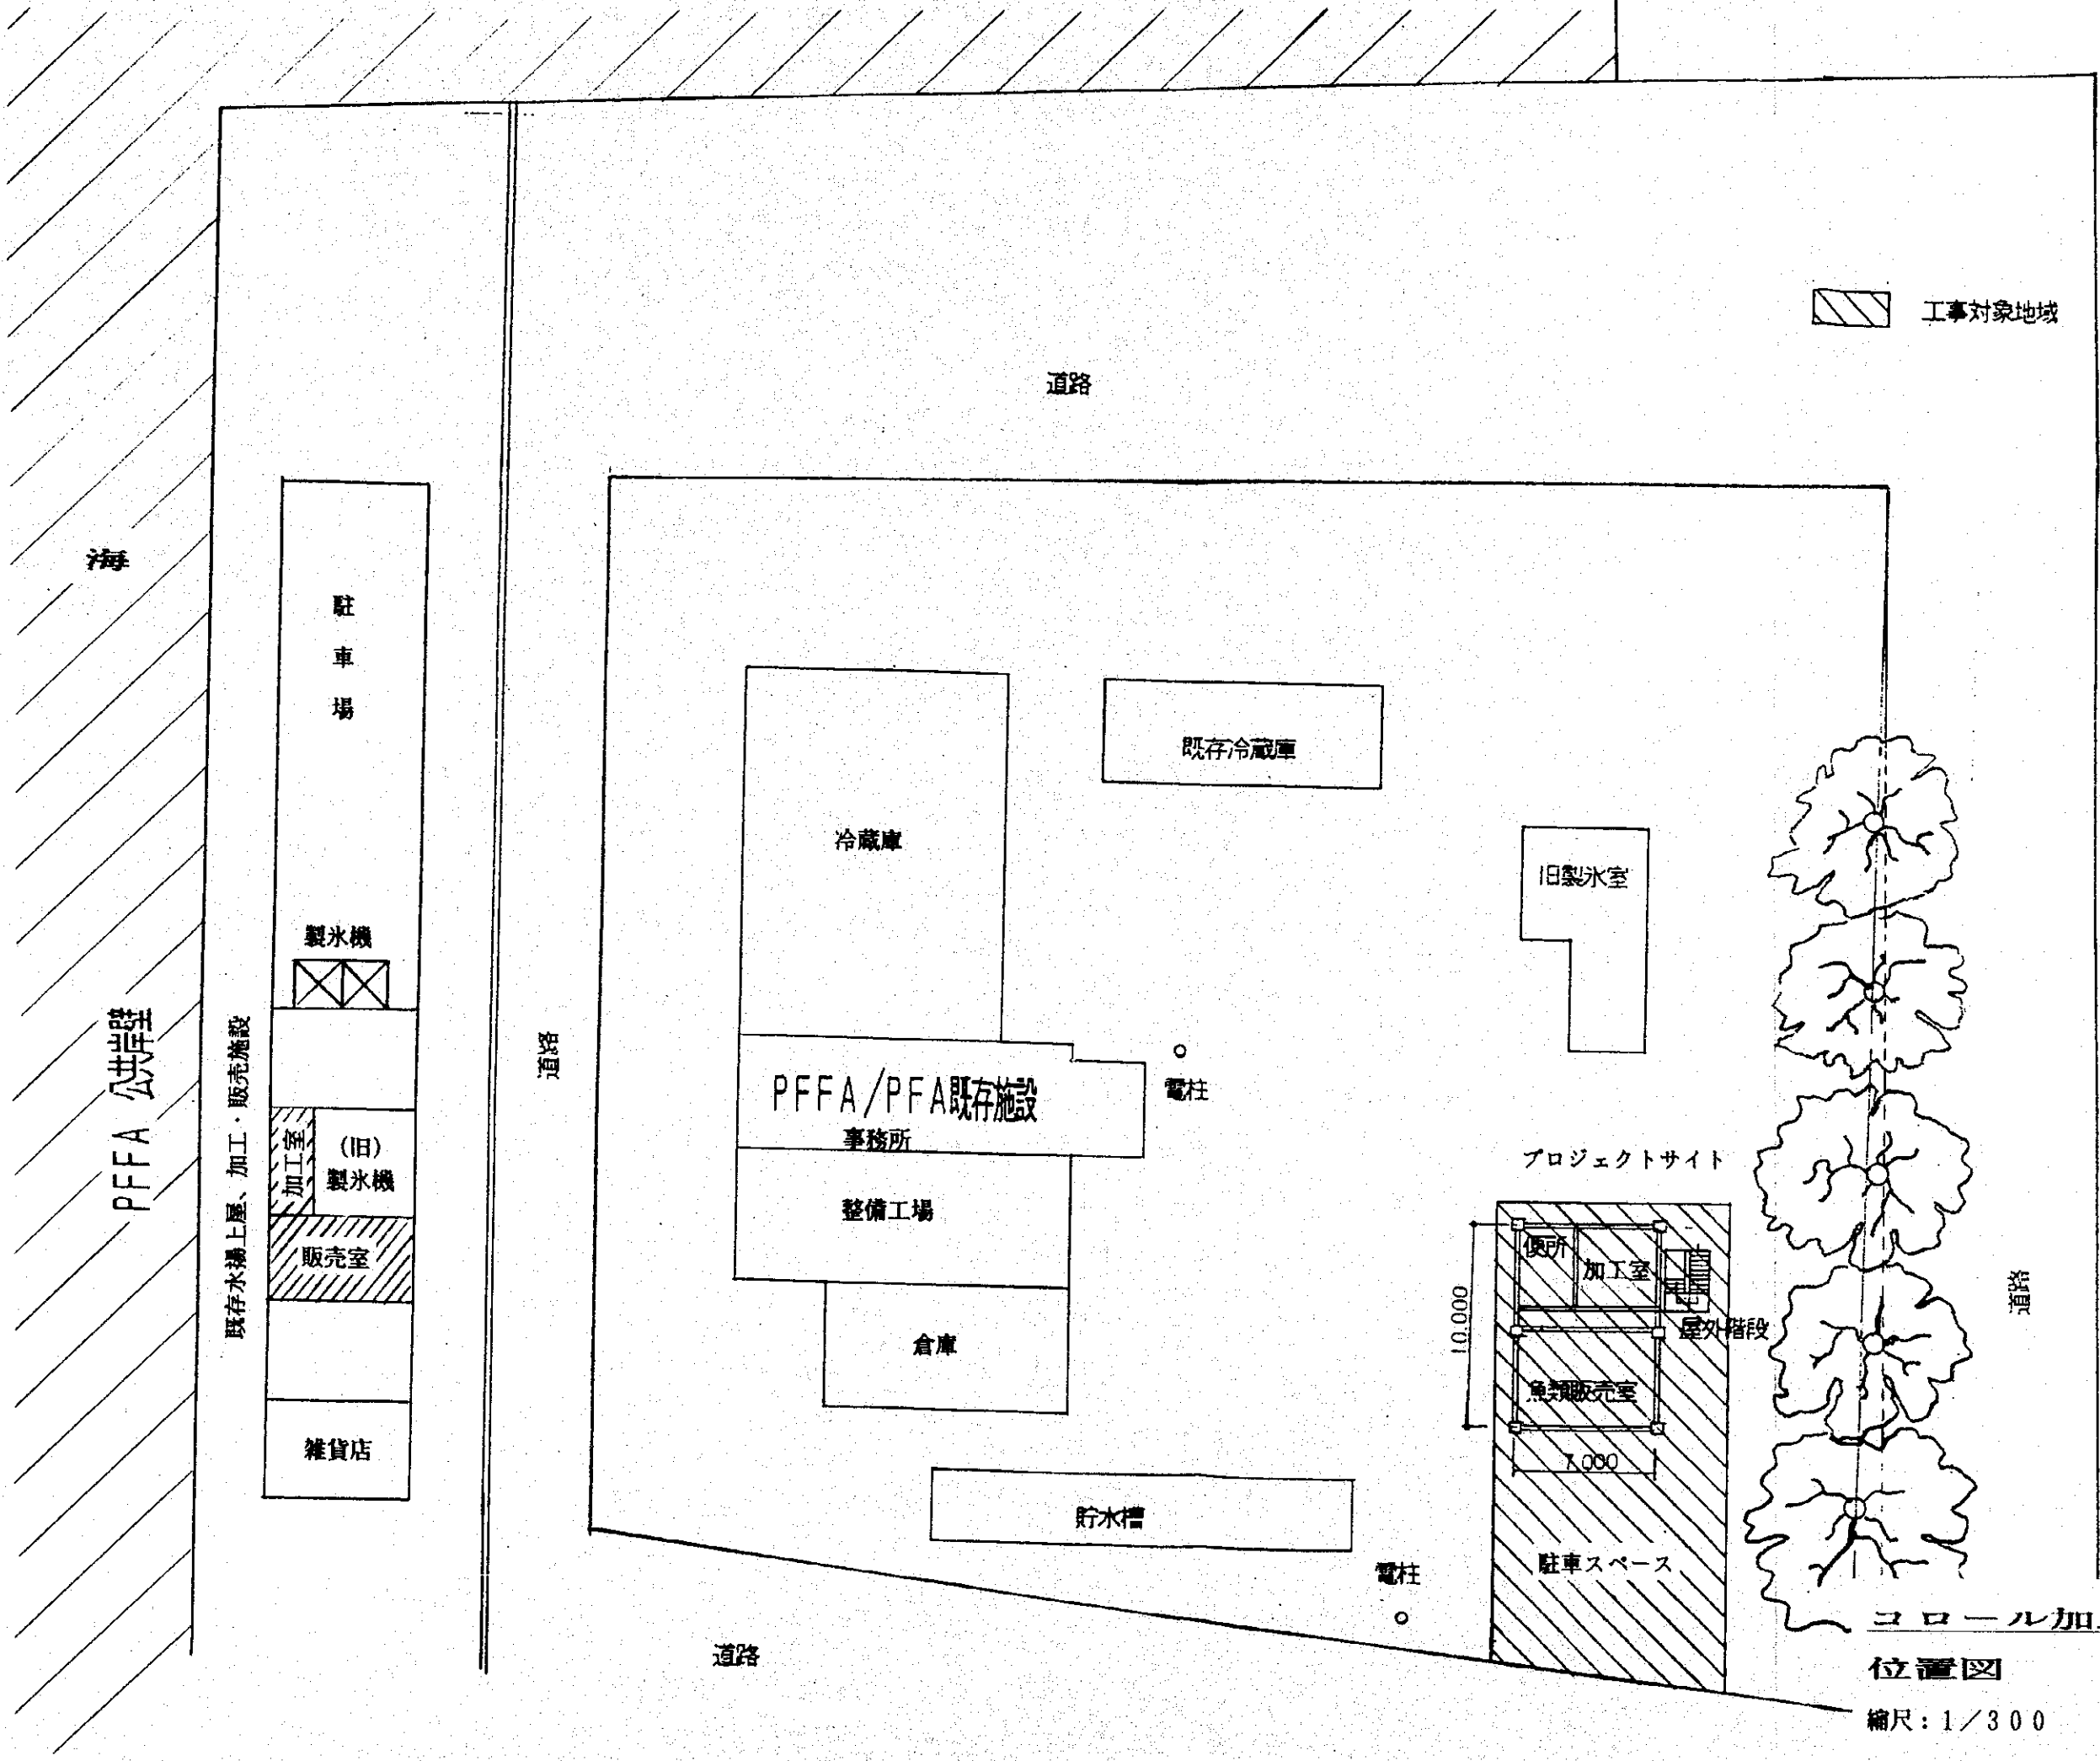 工事対象地域
道路
海
駐車場
既存冷蔵庫
冷蔵庫
旧製氷室
製氷機
PFFA 公共岸壁
既存水揚上屋、加工・販売施設
道路
電柱
PFFA/PFA既存施設
事務所
加工室
(旧)
製氷機
プロジェクトサイト
整備工場
販売室
便所
加工室
道路
10.000
屋外階段
倉庫
魚類販売室
雑貨店
7.000
貯水槽
駐車スペース
電柱
コロール加
道路
位置図
縮尺:1/300